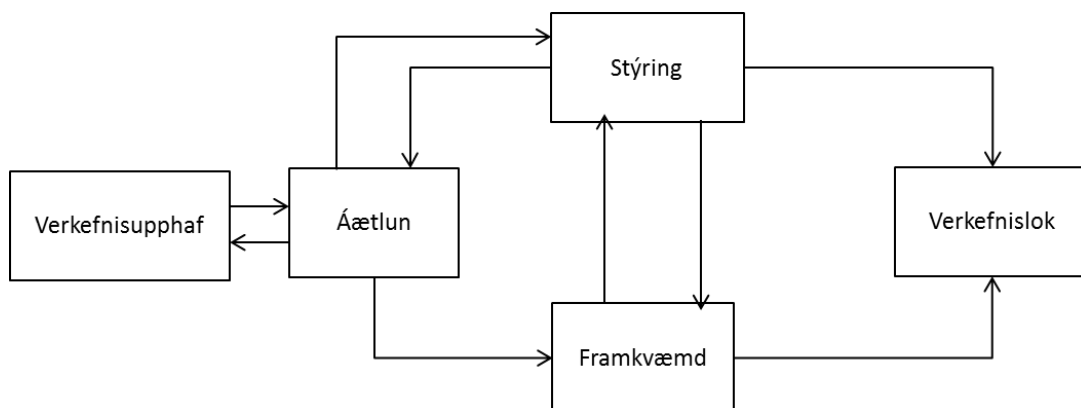 Stýring
Verkefnisupphaf
Áætlun
Verkefnislok
Framkvæmd